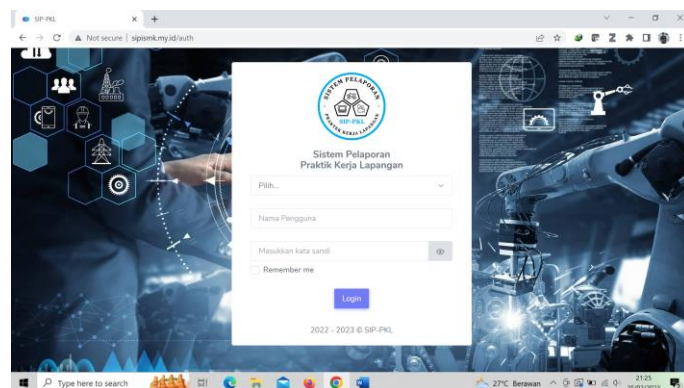 SIP-PKL
Not secure | sipismk.my.id/auth
SISTEM PELAPORAN
SIP-PKL
PRAKTEK KERJA LAPANGAN
Sistem Pelaporan
Praktik Kerja Lapangan
Pilih...
Nama Pengguna
Masukkan kata sandi
Remember me
Login
2022 - 2023 © SIP-PKL
Type here to search
27°C Berawan
21:25